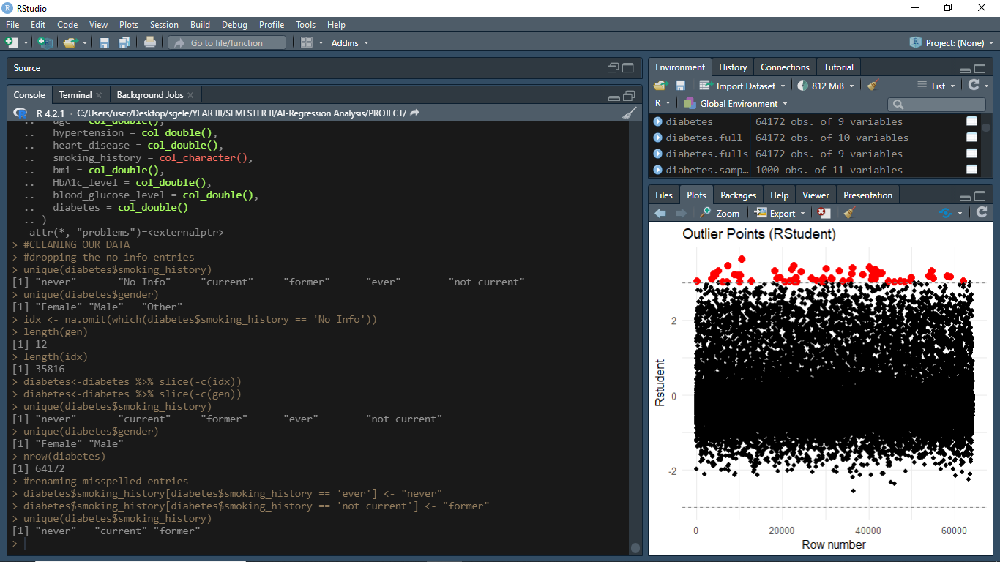 RStudio
File Edit Code View Plots Session Build Debug Profile Tools Help
Go to file/function Addins Project: (None)
Source
Console Terminal Background Jobs
R 4.2.1 · C:/Users/user/Desktop/sgele/YEAR III/SEMESTER II/AI-Regression Analysis/PROJECT/
.. age = col_double(),
.. hypertension = col_double(),
.. heart_disease = col_double(),
.. smoking_history = col_character(),
.. bmi = col_double(),
.. HbA1c_level = col_double(),
.. blood_glucose_level = col_double(),
.. diabetes = col_double()
.. )
- attr(*, "problems")=<externalptr>
> #CLEANING OUR DATA
> #dropping the no info entries
> unique(diabetes$smoking_history)
[1] "never" "No Info" "current" "former" "ever" "not current"
> unique(diabetes$gender)
[1] "Female" "Male" "Other"
> idx <- na.omit(which(diabetes$smoking_history == 'No Info'))
> length(gen)
[1] 12
> length(idx)
[1] 35816
> diabetes<-diabetes %>% slice(-c(idx))
> diabetes<-diabetes %>% slice(-c(gen))
> unique(diabetes$smoking_history)
[1] "never" "current" "former" "ever" "not current"
> unique(diabetes$gender)
[1] "Female" "Male"
> nrow(diabetes)
[1] 64172
> #renaming misspelled entries
> diabetes$smoking_history[diabetes$smoking_history == 'ever'] <- "never"
> diabetes$smoking_history[diabetes$smoking_history == 'not current'] <- "former"
> unique(diabetes$smoking_history)
[1] "never" "current" "former"
>
Environment History Connections Tutorial
Import Dataset 812 MiB List
R Global Environment
diabetes 64172 obs. of 9 variables
diabetes.full 64172 obs. of 10 variables
diabetes.fulls 64172 obs. of 9 variables
diabetes.samp… 1000 obs. of 11 variables
Files Plots Packages Help Viewer Presentation
Zoom Export
Outlier Points (RStudent)
Rstudent
2
0
-2
0 20000 40000 60000
Row number